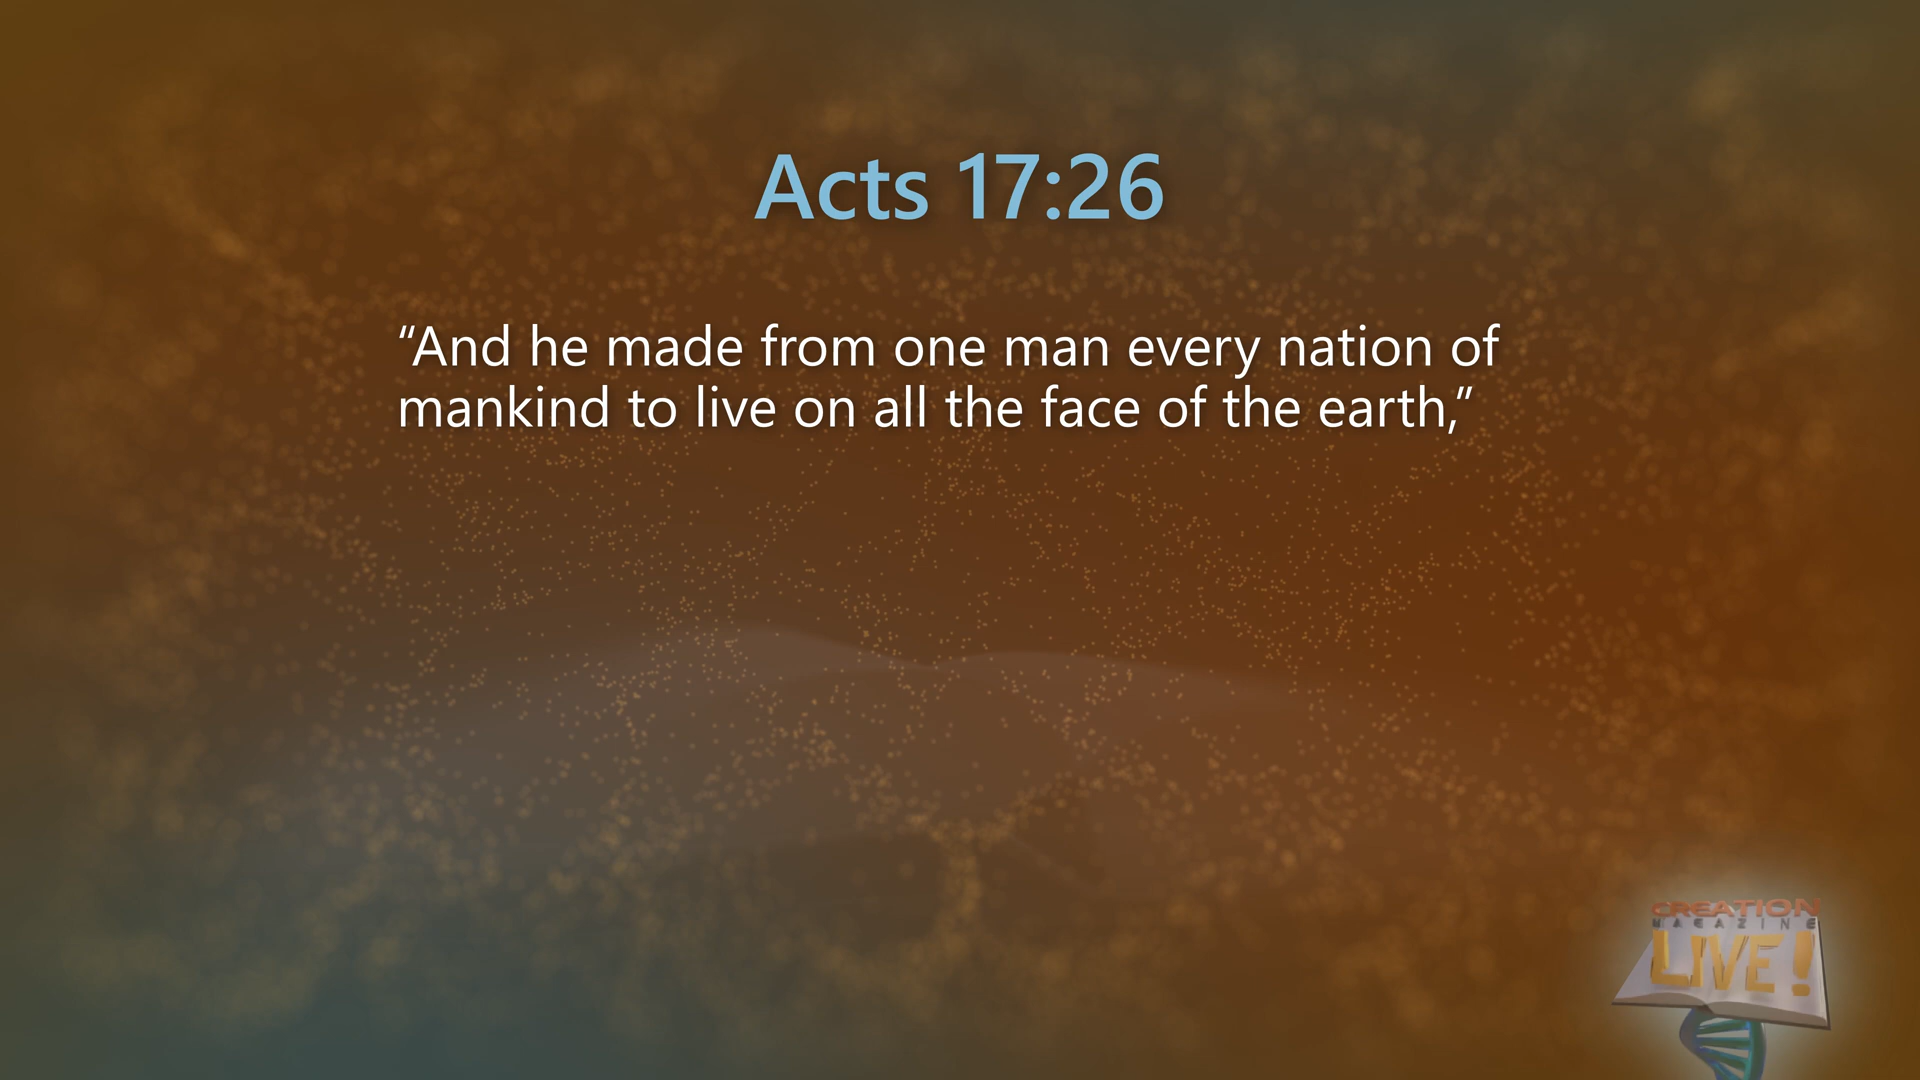 Acts 17:26
“And he made from one man every nation of
mankind to live on all the face of the earth,”
CREATION
MAGAZINE
LIVE!